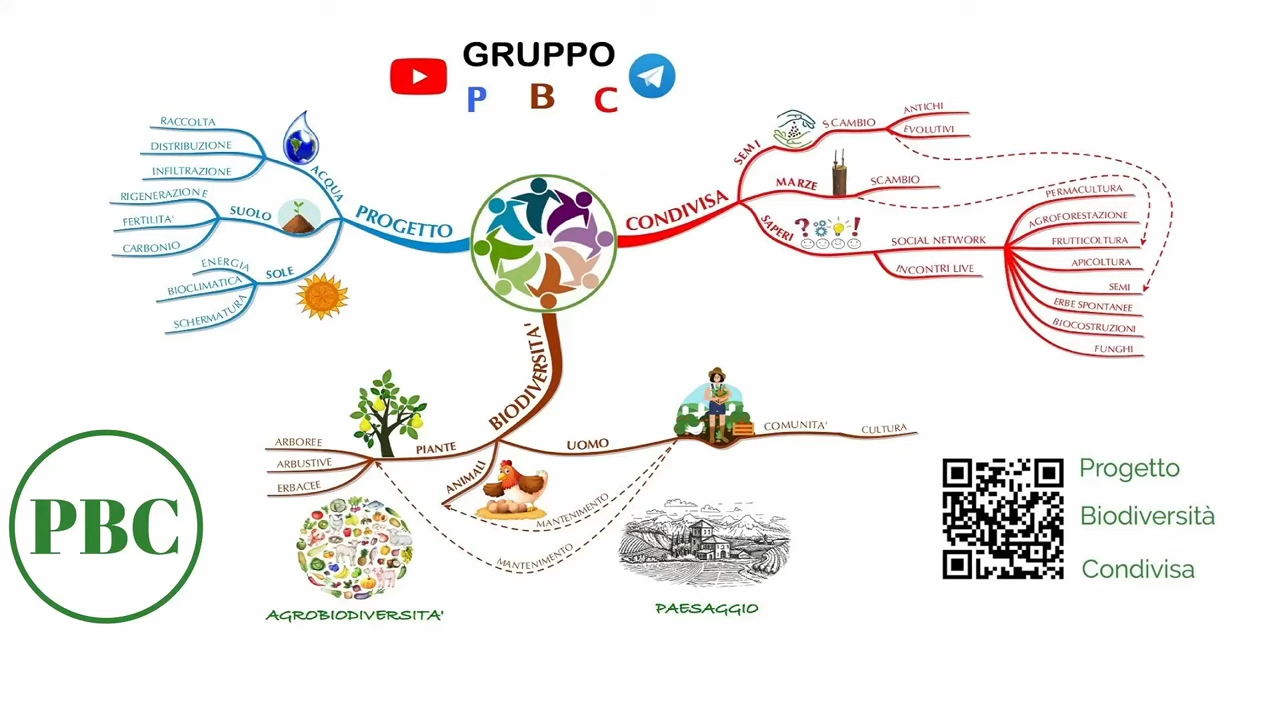 GRUPPO
P B C
PROGETTO
ACQUA
RACCOLTA
DISTRIBUZIONE
INFILTRAZIONE
SUOLO
RIGENERAZIONE
FERTILITA'
CARBONIO
SOLE
ENERGIA
BIOCLIMATICA
SCHERMATURA
CONDIVISA
SEMI
SCAMBIO
ANTICHI
EVOLUTIVI
MARZE
SCAMBIO
SAPERI
SOCIAL NETWORK
INCONTRI LIVE
PERMACULTURA
AGROFORESTAZIONE
FRUTTICOLTURA
APICOLTURA
SEMI
ERBE SPONTANEE
BIOCOSTRUZIONI
FUNGHI
BIODIVERSITA'
PIANTE
ARBOREE
ARBUSTIVE
ERBACEE
ANIMALI
UOMO
COMUNITA'
CULTURA
MANTENIMENTO
MANTENIMENTO
AGROBIODIVERSITA'
PAESAGGIO
PBC
Progetto
Biodiversità
Condivisa